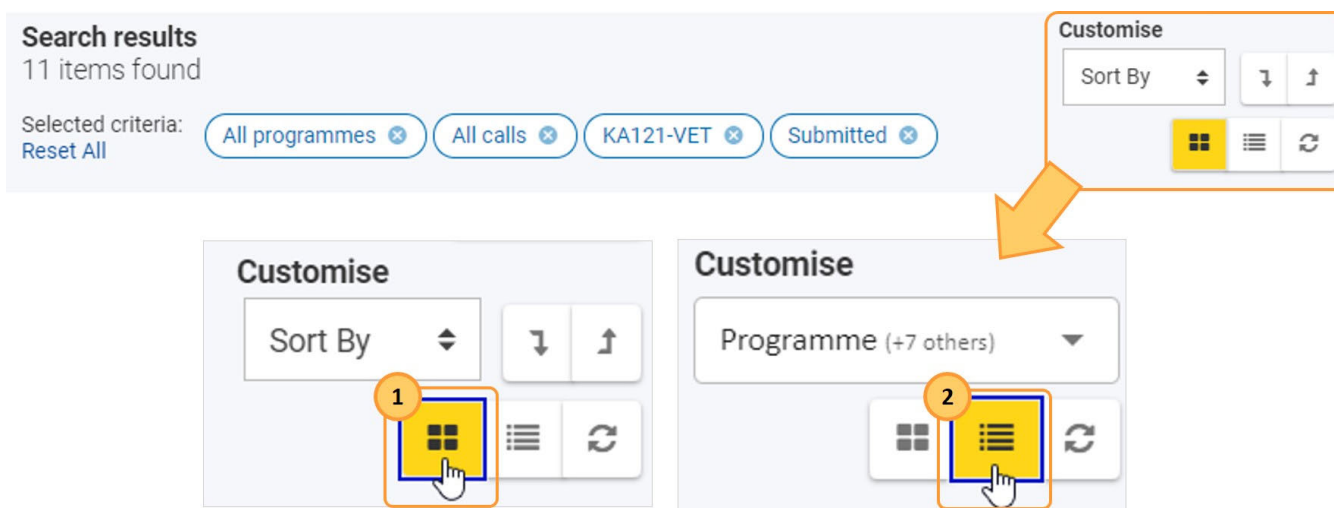 Search results
11 items found
Selected criteria:
Reset All
All programmes
All calls
KA121-VET
Submitted
Customise
Sort By
Customise
Sort By
1
Customise
Programme (+7 others)
2